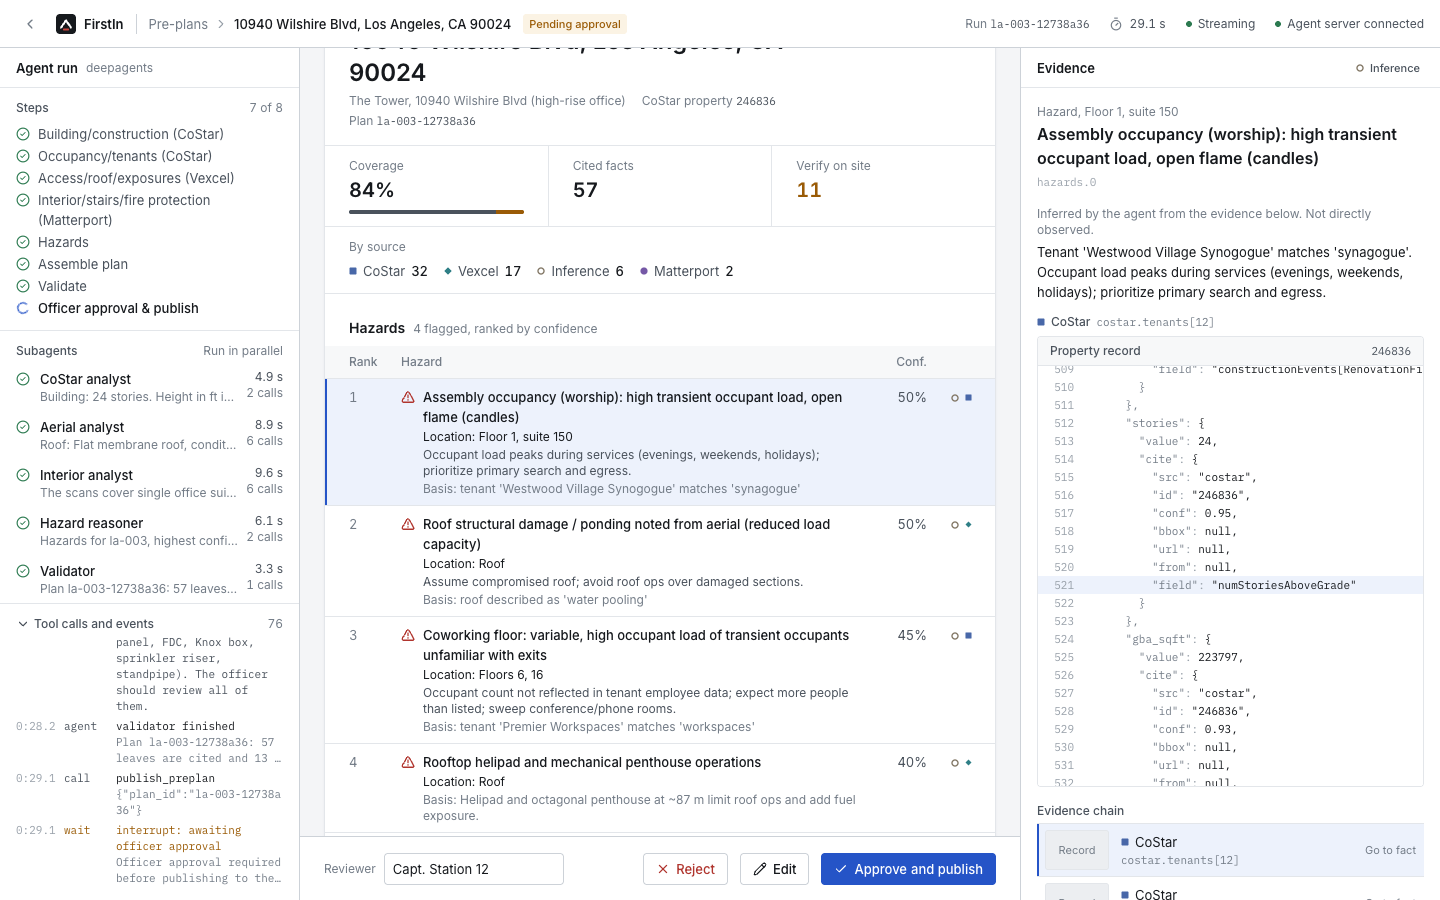 FirstIn
Pre-plans
10940 Wilshire Blvd, Los Angeles, CA 90024
Pending approval
Run la-003-12738a36
29.1 s
Streaming
Agent server connected
Agent run deepagents
Steps
7 of 8
Building/construction (CoStar)
Occupancy/tenants (CoStar)
Access/roof/exposures (Vexcel)
Interior/stairs/fire protection
(Matterport)
Hazards
Assemble plan
Validate
Officer approval & publish
Subagents
Run in parallel
CoStar analyst
4.9 s
Building: 24 stories. Height in ft i…
2 calls
Aerial analyst
8.9 s
Roof: Flat membrane roof, condit…
6 calls
Interior analyst
9.6 s
The scans cover single office sui…
6 calls
Hazard reasoner
6.1 s
Hazards for la-003, highest confi…
2 calls
Validator
3.3 s
Plan la-003-12738a36: 57 leaves…
1 calls
Tool calls and events
76
panel, FDC, Knox box,
sprinkler riser,
standpipe). The officer
should review all of
them.
0:28.2 agent validator finished
Plan la-003-12738a36: 57
leaves are cited and 13 …
0:29.1 call publish_preplan
{"plan_id":"la-003-12738a
36"}
0:29.1 wait interrupt: awaiting
officer approval
Officer approval required
before publishing to the…
10940 Wilshire Blvd, Los Angeles, CA
90024
The Tower, 10940 Wilshire Blvd (high-rise office)
CoStar property 246836
Plan la-003-12738a36
Coverage
84%
Cited facts
57
Verify on site
11
By source
CoStar 32
Vexcel 17
Inference 6
Matterport 2
Hazards 4 flagged, ranked by confidence
Rank
Hazard
Conf.
1
Assembly occupancy (worship): high transient occupant load, open
flame (candles)
50%
Location: Floor 1, suite 150
Occupant load peaks during services (evenings, weekends, holidays);
prioritize primary search and egress.
Basis: tenant 'Westwood Village Synogogue' matches 'synagogue'
2
Roof structural damage / ponding noted from aerial (reduced load
capacity)
50%
Location: Roof
Assume compromised roof; avoid roof ops over damaged sections.
Basis: roof described as 'water pooling'
3
Coworking floor: variable, high occupant load of transient occupants
unfamiliar with exits
45%
Location: Floors 6, 16
Occupant count not reflected in tenant employee data; expect more people
than listed; sweep conference/phone rooms.
Basis: tenant 'Premier Workspaces' matches 'workspaces'
4
Rooftop helipad and mechanical penthouse operations
40%
Location: Roof
Basis: Helipad and octagonal penthouse at ~87 m limit roof ops and add fuel
exposure.
Reviewer
Capt. Station 12
Reject
Edit
Approve and publish
Evidence
Inference
Hazard, Floor 1, suite 150
Assembly occupancy (worship): high transient
occupant load, open flame (candles)
hazards.0
Inferred by the agent from the evidence below. Not directly
observed.
Tenant 'Westwood Village Synogogue' matches 'synagogue'.
Occupant load peaks during services (evenings, weekends,
holidays); prioritize primary search and egress.
CoStar costar.tenants[12]
Property record
246836
509 "field": "constructionEvents[RenovationFi
510 }
511 },
512 "stories": {
513 "value": 24,
514 "cite": {
515 "src": "costar",
516 "id": "246836",
517 "conf": 0.95,
518 "bbox": null,
519 "url": null,
520 "from": null,
521 "field": "numStoriesAboveGrade"
522 }
523 },
524 "gba_sqft": {
525 "value": 223797,
526 "cite": {
527 "src": "costar",
528 "id": "246836",
529 "conf": 0.93,
530 "bbox": null,
531 "url": null,
532 "from": null,
Evidence chain
Record
CoStar
costar.tenants[12]
Go to fact
CoStar